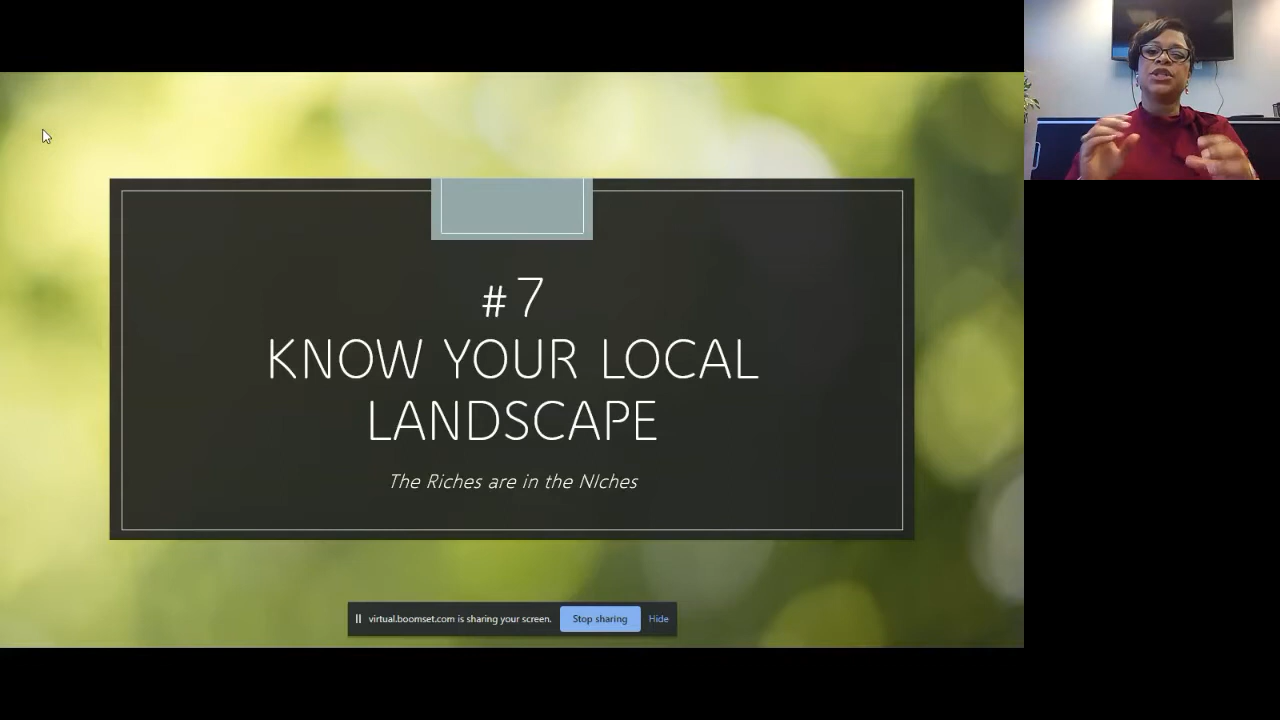 #7
KNOW YOUR LOCAL
LANDSCAPE
The Riches are in the NIches
virtual.boomset.com is sharing your screen. Stop sharing Hide